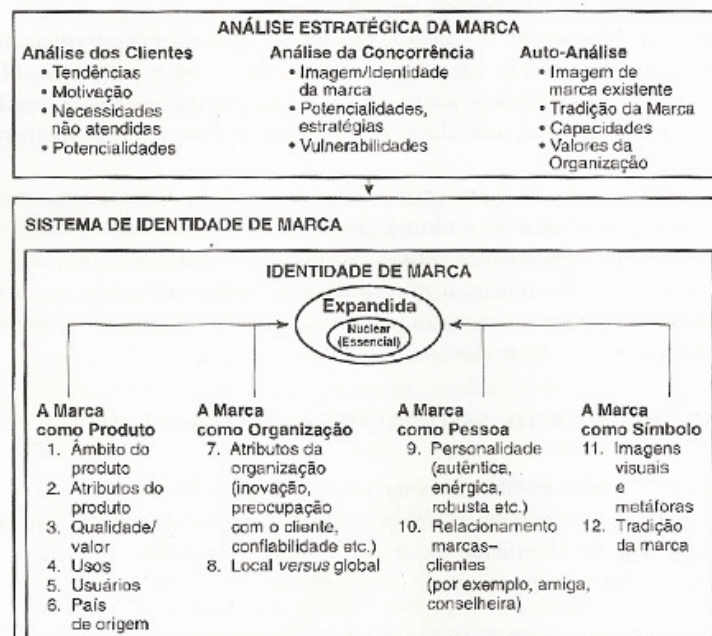 ANÁLISE ESTRATÉGICA DA MARCA
Análise dos Clientes
• Tendências
• Motivação
• Necessidades
não atendidas
• Potencialidades
Análise da Concorrência
• Imagem/Identidade
da marca
• Potencialidades,
estratégias
• Vulnerabilidades
Auto-Análise
• Imagem de
marca existente
• Tradição da Marca
• Capacidades
• Valores da
Organização
SISTEMA DE IDENTIDADE DE MARCA
IDENTIDADE DE MARCA
Expandida
Nuclear
(Essencial)
A Marca
como Produto
1. Âmbito do
produto
2. Atributos do
produto
3. Qualidade/
valor
4. Usos
5. Usuários
6. País
de origem
A Marca
como Organização
7. Atributos da
organização
(inovação,
preocupação
com o cliente,
confiabilidade etc.)
8. Local versus global
A Marca
como Pessoa
9. Personalidade
(autêntica,
enérgica,
robusta etc.)
10. Relacionamento
marcas–
clientes
(por exemplo, amiga,
conselheira)
A Marca
como Símbolo
11. Imagens
visuais
e
metáforas
12. Tradição
da marca